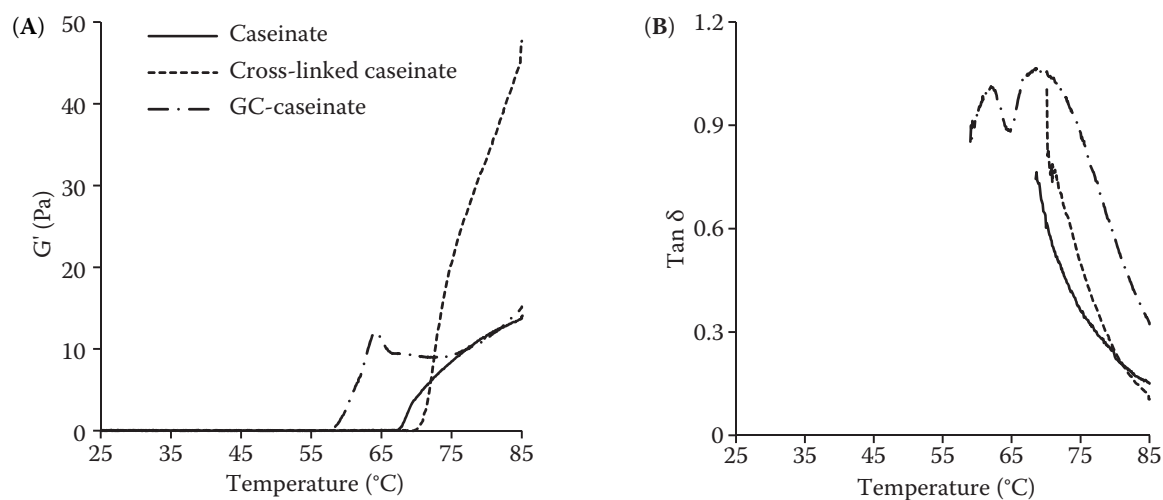 (A)
50
40
30
20
10
0
G' (Pa)
Caseinate
Cross-linked caseinate
GC-caseinate
25 35 45 55 65 75 85
Temperature (°C)
(B)
1.2
0.9
0.6
0.3
0
Tan δ
25 35 45 55 65 75 85
Temperature (°C)